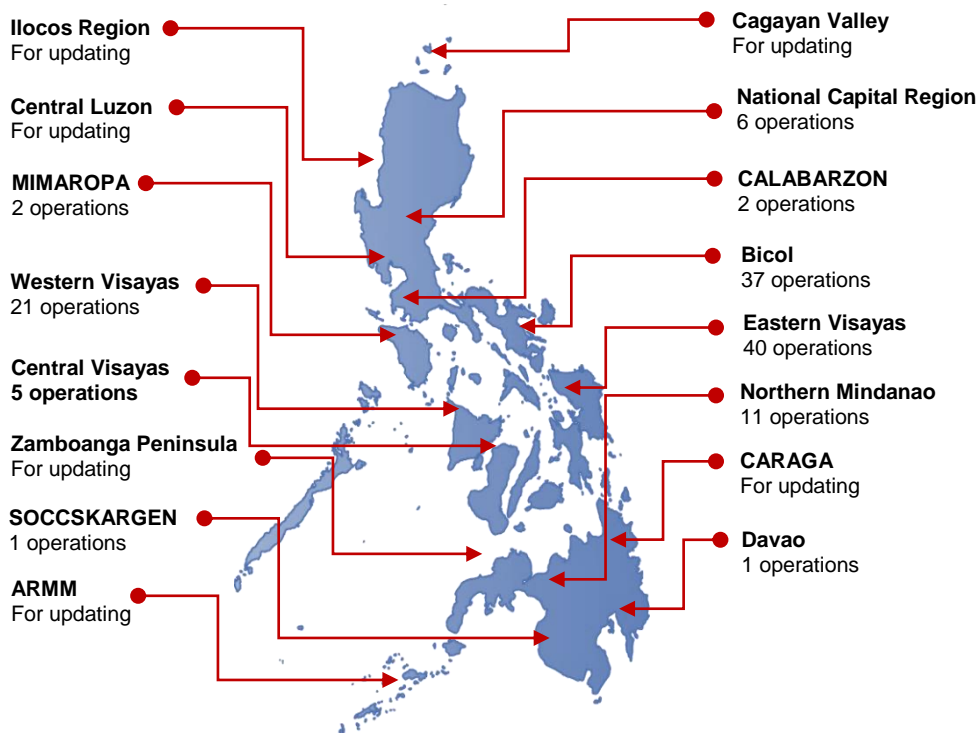 Ilocos Region
For updating
Central Luzon
For updating
MIMAROPA
2 operations
Western Visayas
21 operations
Central Visayas
5 operations
Zamboanga Peninsula
For updating
SOCCSKARGEN
1 operations
ARMM
For updating
Cagayan Valley
For updating
National Capital Region
6 operations
CALABARZON
2 operations
Bicol
37 operations
Eastern Visayas
40 operations
Northern Mindanao
11 operations
CARAGA
For updating
Davao
1 operations